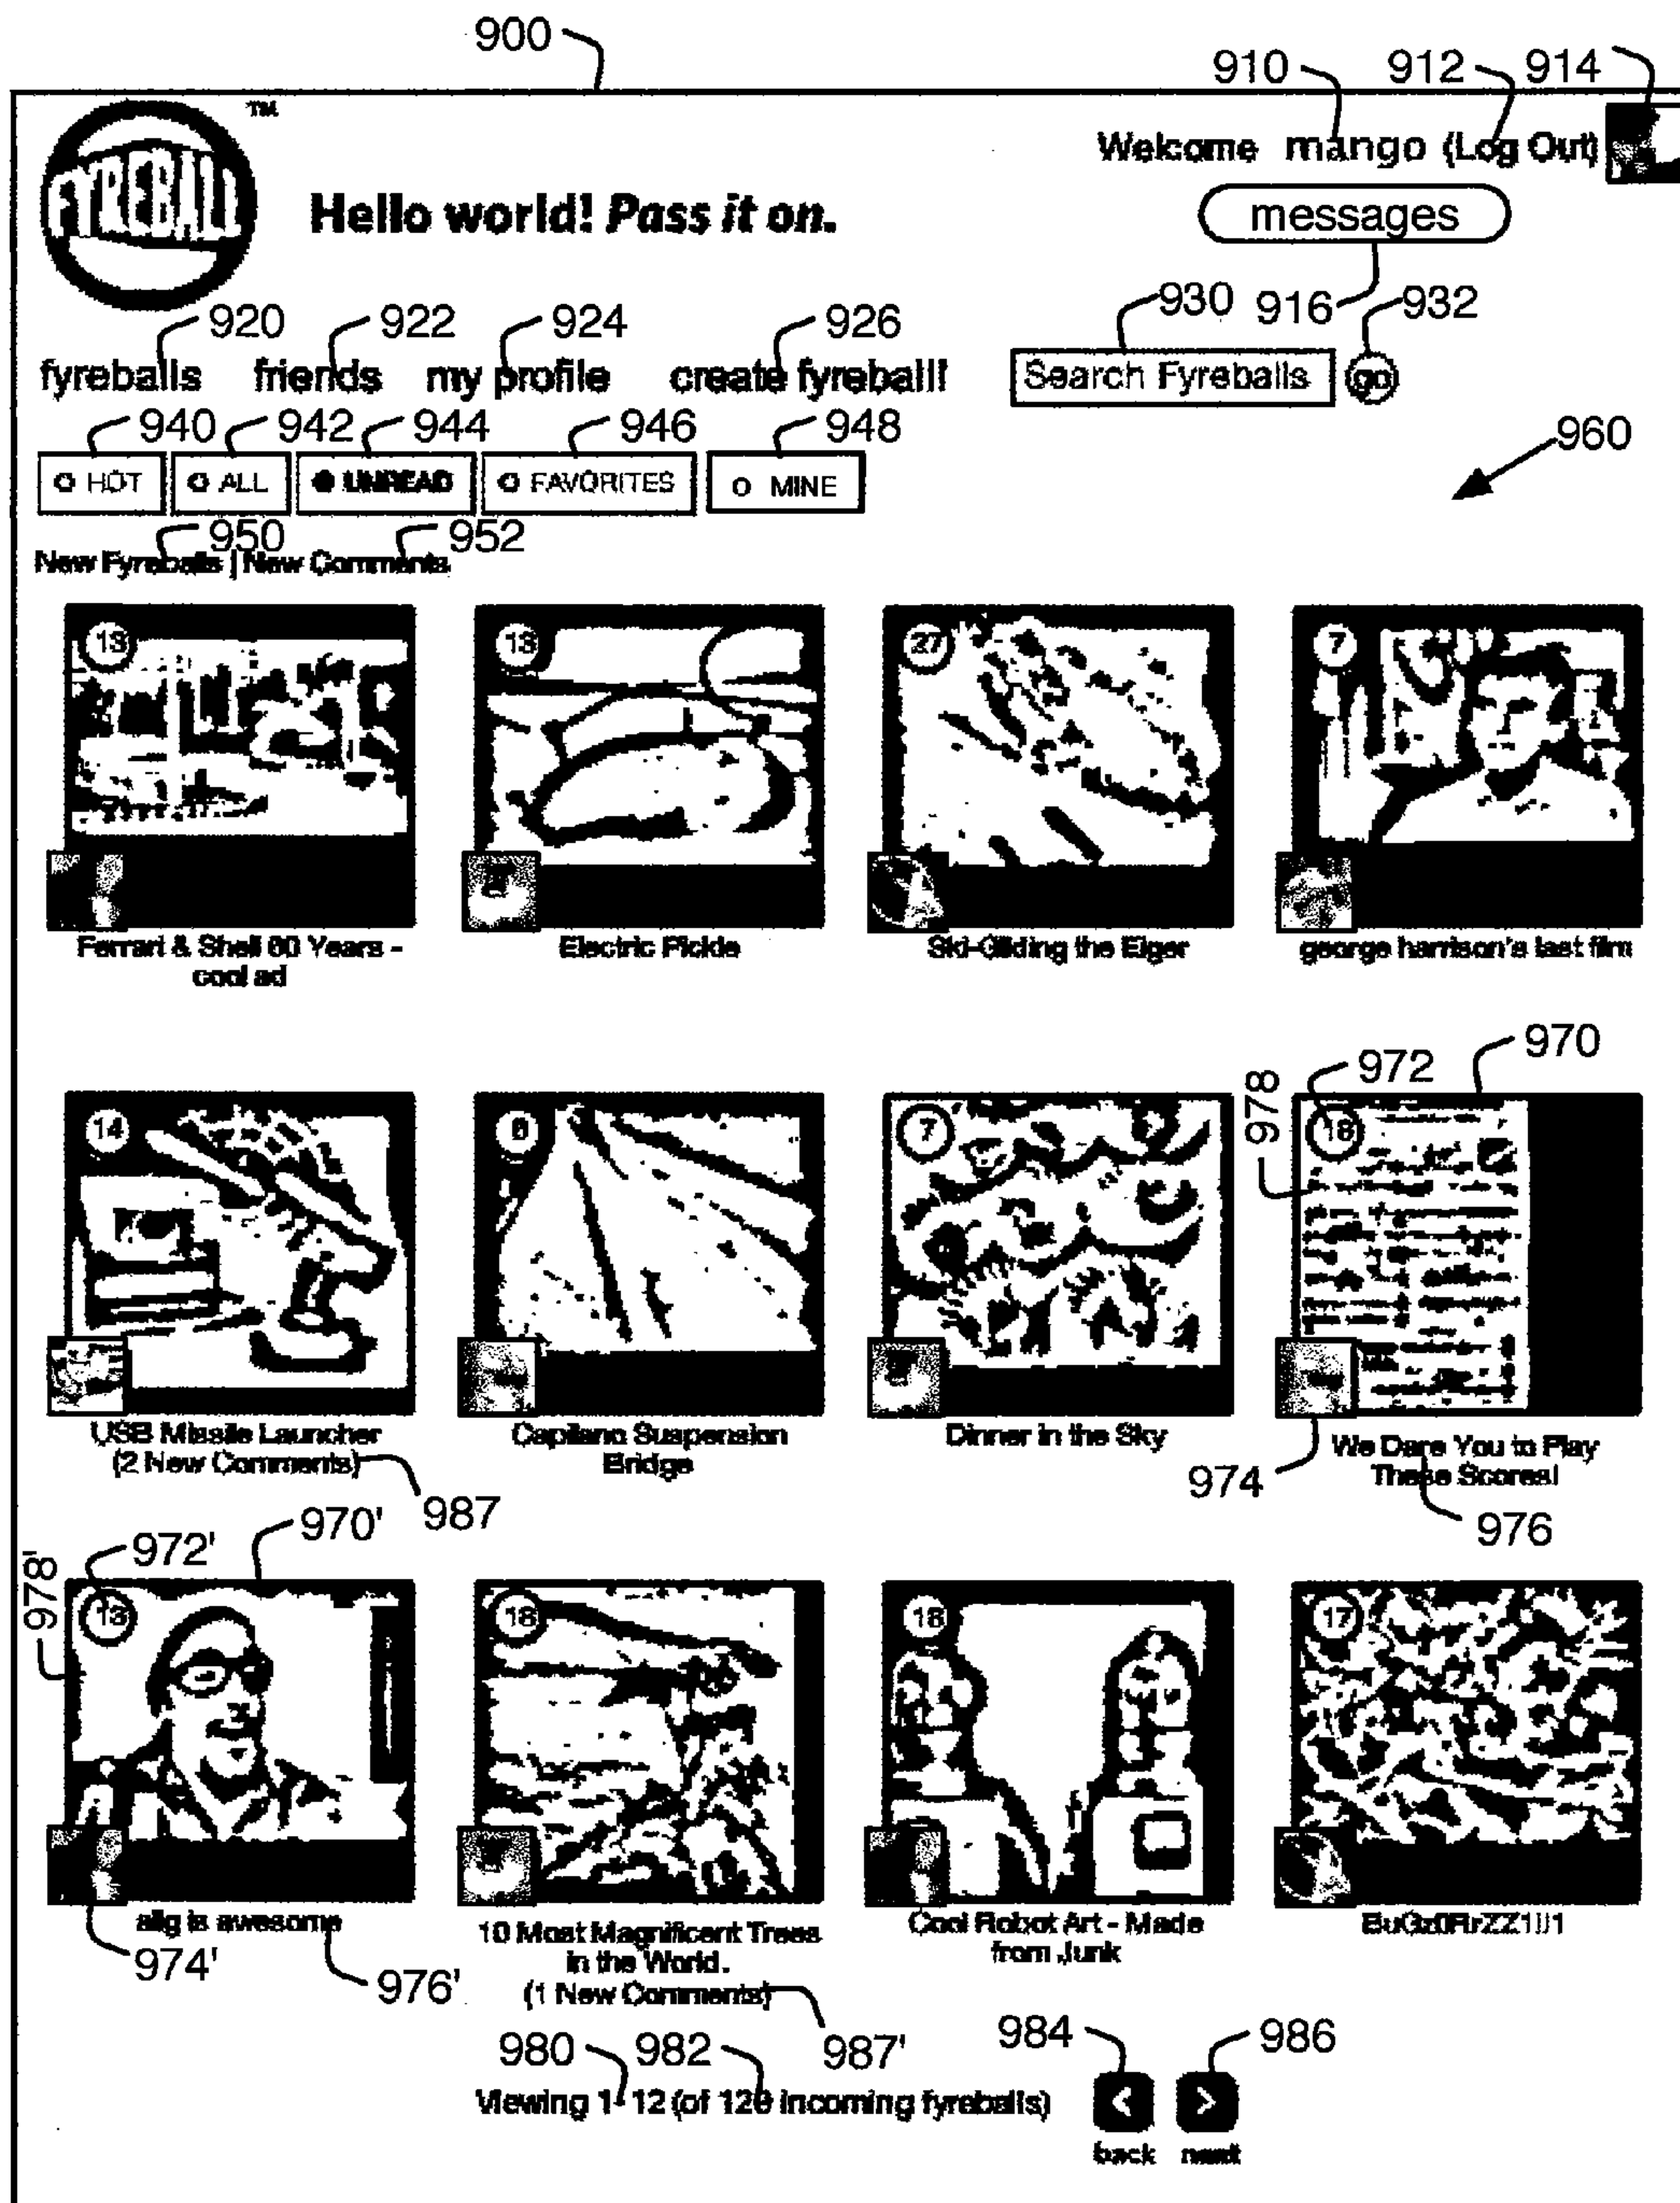 900
910 912 914
TM
FYREBALL
Welcome mango (Log Out)
Hello world! Pass it on.
messages
920 922 924 926 930 916 932
fyreballs friends my profile create fyreball! Search Fyreballs go
940 942 944 946 948
960
HOT ALL UNREAD FAVORITES MINE
950 952
New Fyreballs | New Comments
13 13 27 7
Ferrari & Shell 60 Years - Electric Pickle Ski-Gliding the Eiger george harrison's last film
cool ad
970
972
978
14 7 18
USB Missile Launcher Capilano Suspension Dinner in the Sky We Dare You to Play
(2 New Comments) Bridge These Scores!
974
987
976
970'
972'
978'
13 18 18 17
alig is awesome 10 Most Magnificent Trees Cool Robot Art - Made
in the World. from Junk
974' 976' (1 New Comments)
980 982 987' 984 986
Viewing 1- 12 (of 120 incoming fyreballs)
back next